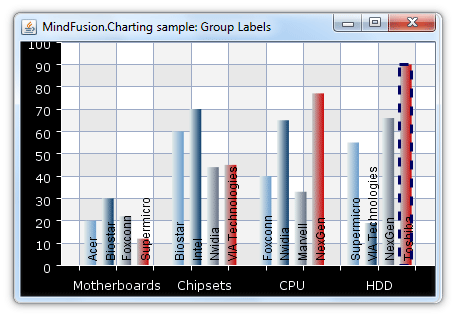 MindFusion.Charting sample: Group Labels
100
90
80
70
60
50
40
30
20
10
0
Acer
Biostar
Foxconn
Supermicro
Biostar
Intel
Nvidia
VIA Technologies
Foxconn
Nvidia
Marvell
NexGen
Supermicro
VIA Technologies
NexGen
Toshiba
Motherboards Chipsets CPU HDD